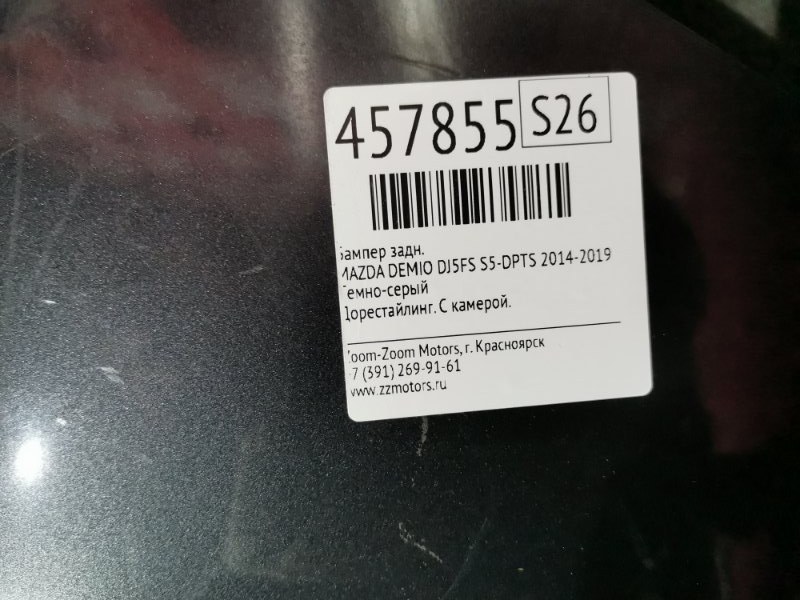 457855 S26
Бампер задн.
MAZDA DEMIO DJ5FS S5-DPTS 2014-2019
Темно-серый
Дорестайлинг. С камерой.
Zoom-Zoom Motors, г. Красноярск
+7 (391) 269-91-61
www.zzmotors.ru